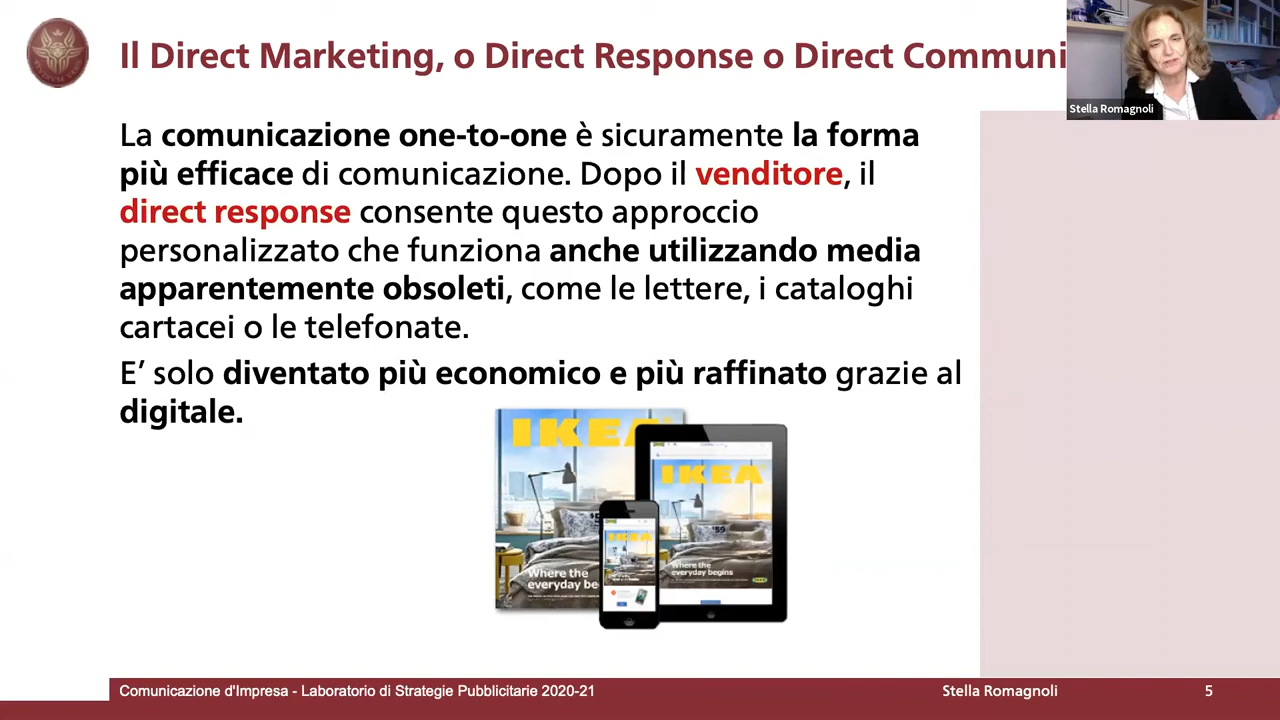 Il Direct Marketing, o Direct Response o Direct Communi
Stella Romagnoli
La comunicazione one-to-one è sicuramente la forma
più efficace di comunicazione. Dopo il venditore, il
direct response consente questo approccio
personalizzato che funziona anche utilizzando media
apparentemente obsoleti, come le lettere, i cataloghi
cartacei o le telefonate.
E’ solo diventato più economico e più raffinato grazie al
digitale.
IKEA
Where the
everyday be
IKEA
IKEA
$59
Where the
everyday begins
Comunicazione d'Impresa - Laboratorio di Strategie Pubblicitarie 2020-21
Stella Romagnoli
5